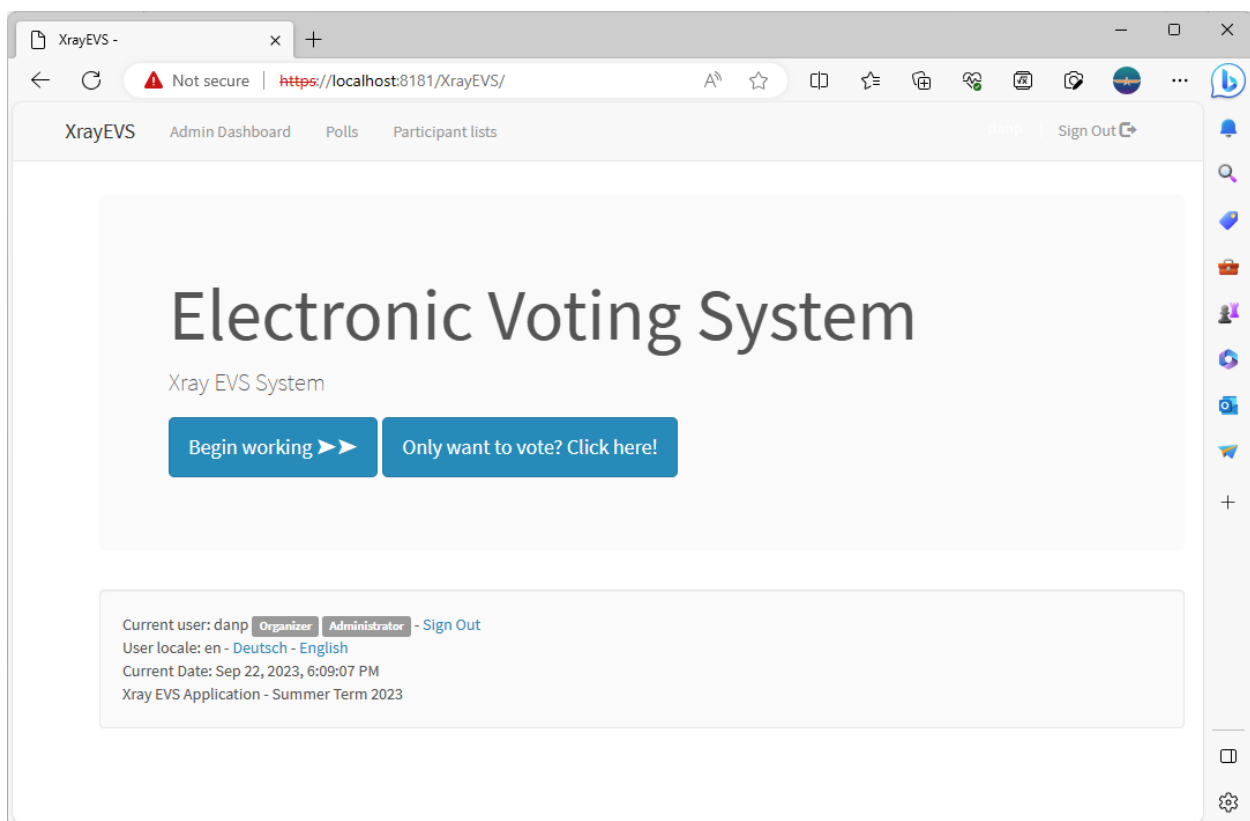 XrayEVS -
Not secure https://localhost:8181/XrayEVS/
XrayEVS Admin Dashboard Polls Participant lists danp Sign Out
Electronic Voting System
Xray EVS System
Begin working ➤➤ Only want to vote? Click here!
Current user: danp Organizer Administrator - Sign Out
User locale: en - Deutsch - English
Current Date: Sep 22, 2023, 6:09:07 PM
Xray EVS Application - Summer Term 2023